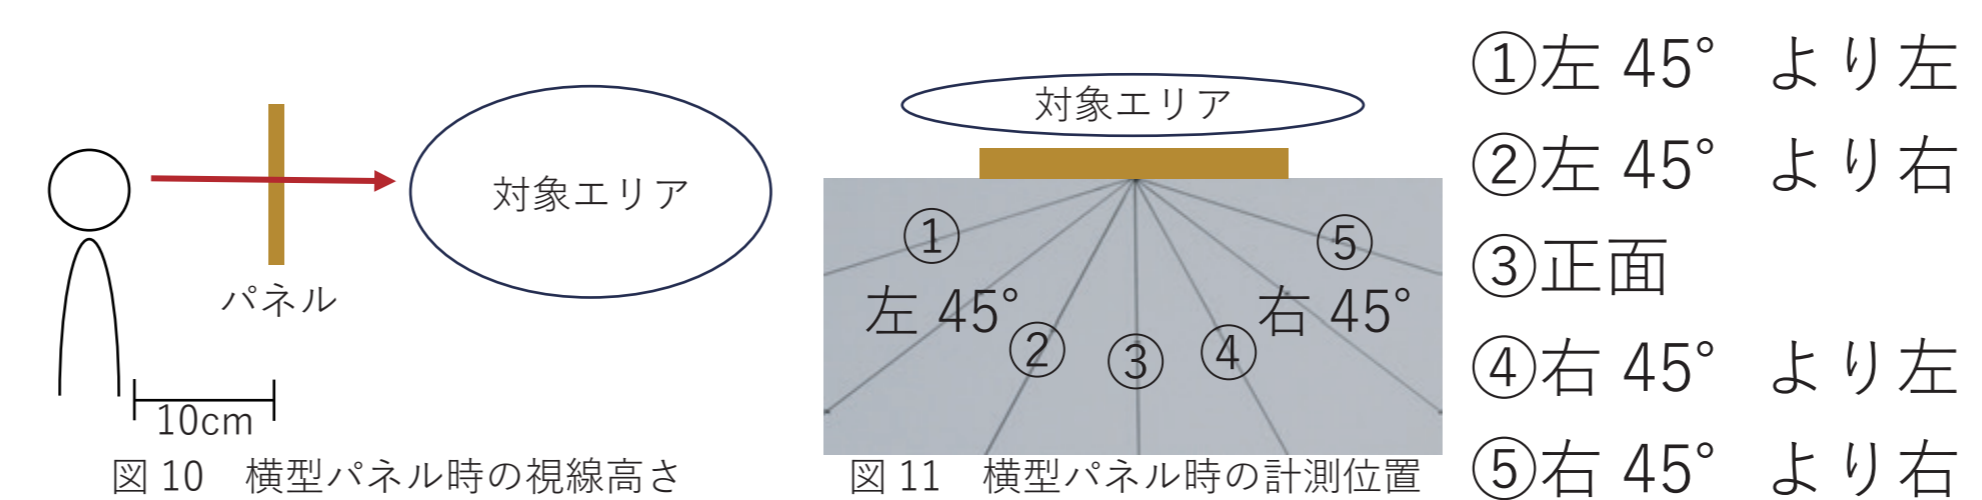 対象エリア
パネル
10cm
図 10　横型パネル時の視線高さ
対象エリア
①
⑤
左 45°
右 45°
②
③
④
図 11　横型パネル時の計測位置
①左 45° より左
②左 45° より右
③正面
④右 45° より左
⑤右 45° より右